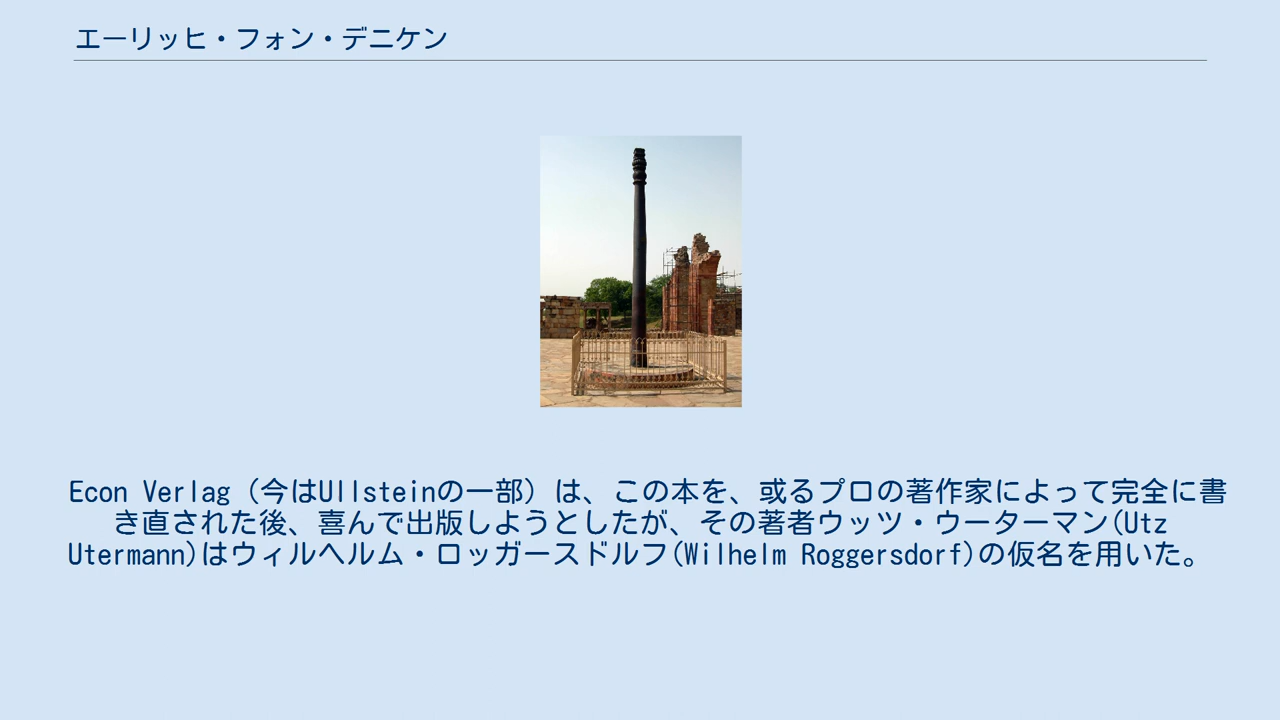 エーリッヒ・フォン・デニケン
Econ Verlag（今はUllsteinの一部）は、この本を、或るプロの著作家によって完全に書
き直された後、喜んで出版しようとしたが、その著者ウッツ・ウーターマン(Utz
Utermann)はウィルヘルム・ロッガースドルフ(Wilhelm Roggersdorf)の仮名を用いた。